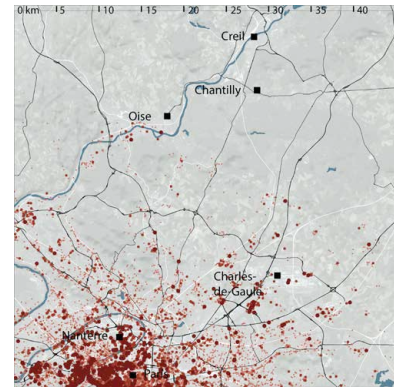 0 km 5 10 15 20 25 30 35 40
Creil
Chantilly
Oise
Charles-
de-Gaulle
Nanterre
Paris